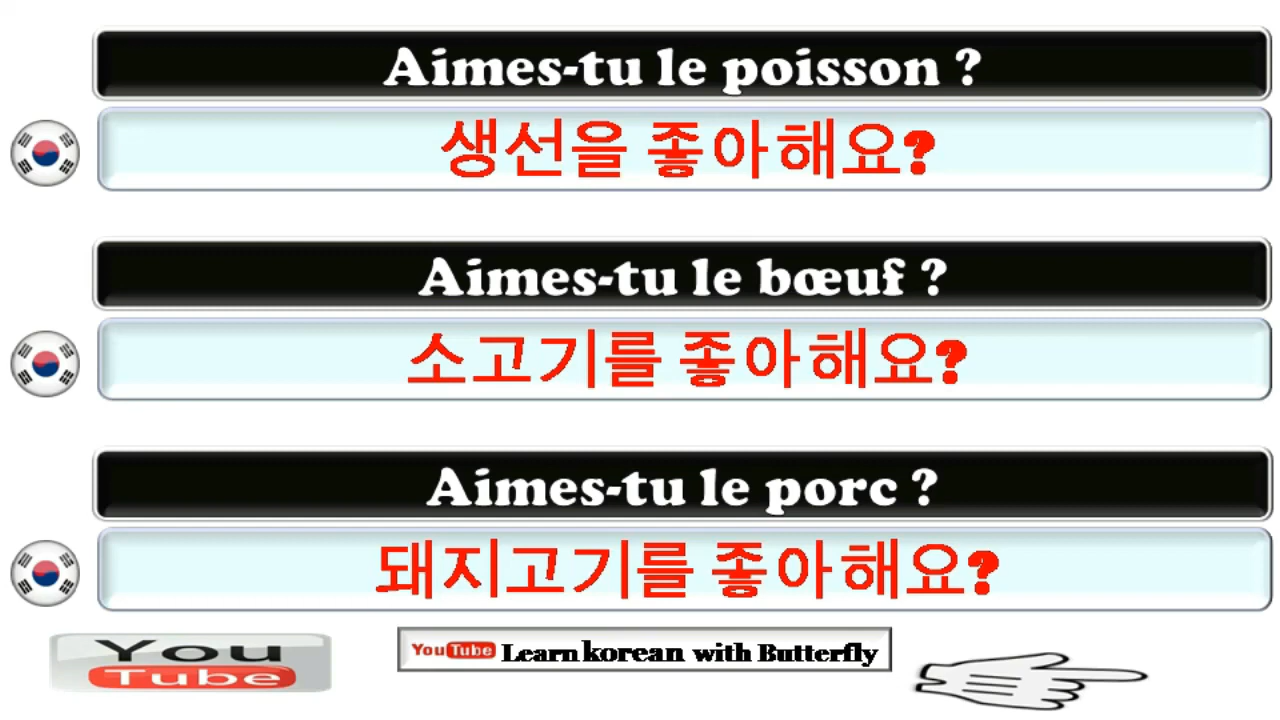 Aimes-tu le poisson ?
생선을 좋아해요?
Aimes-tu le bœuf ?
소고기를 좋아해요?
Aimes-tu le porc ?
돼지고기를 좋아해요?
You
Tube
YouTube Learn korean with Butterfly